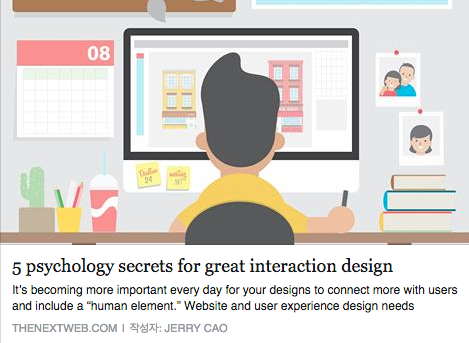 08
Deadline
24
meeting
5 psychology secrets for great interaction design
It's becoming more important every day for your designs to connect more with users
and include a “human element.” Website and user experience design needs
THENEXTWEB.COM | 작성자: JERRY CAO